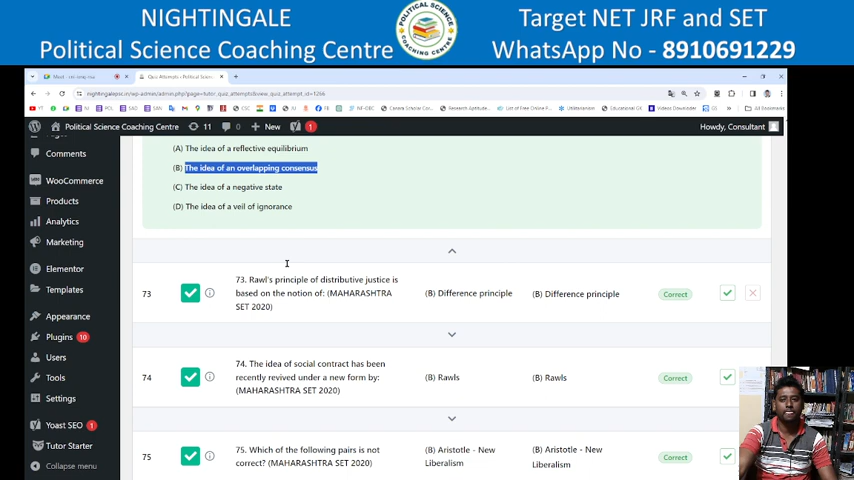 NIGHTINGALE
Political Science Coaching Centre
POLITICAL SCIENCE
COACHING CENTRE
Target NET JRF and SET
WhatsApp No - 8910691229
Quiz Attempts - Political Scienc
Political Science Coaching Centre
11
0
+ New
1
Howdy, Consultant
Comments
WooCommerce
Products
Analytics
Marketing
Elementor
Templates
Appearance
Plugins 10
Users
Tools
Settings
Yoast SEO 1
Tutor Starter
Collapse menu
(A) The idea of a reflective equilibrium
(B) The idea of an overlapping consensus
(C) The idea of a negative state
(D) The idea of a veil of ignorance
73
73. Rawl's principle of distributive justice is
based on the notion of: (MAHARASHTRA
SET 2020)
(B) Difference principle
(B) Difference principle
Correct
74
74. The idea of social contract has been
recently revived under a new form by:
(MAHARASHTRA SET 2020)
(B) Rawls
(B) Rawls
Correct
75
75. Which of the following pairs is not
correct? (MAHARASHTRA SET 2020)
(B) Aristotle - New
Liberalism
(B) Aristotle - New
Liberalism
Correct